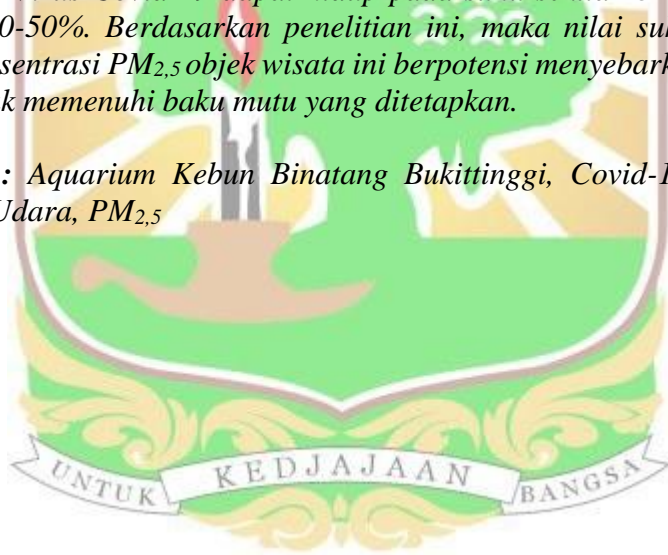 0-50%. Berdasarkan penelitian ini, maka nilai su
sentrasi PM2,5 objek wisata ini berpotensi menyebark
k memenuhi baku mutu yang ditetapkan.
: Aquarium Kebun Binatang Bukittinggi, Covid-1
Udara, PM2,5
UNTUK KEDJAJAAN BANGSA